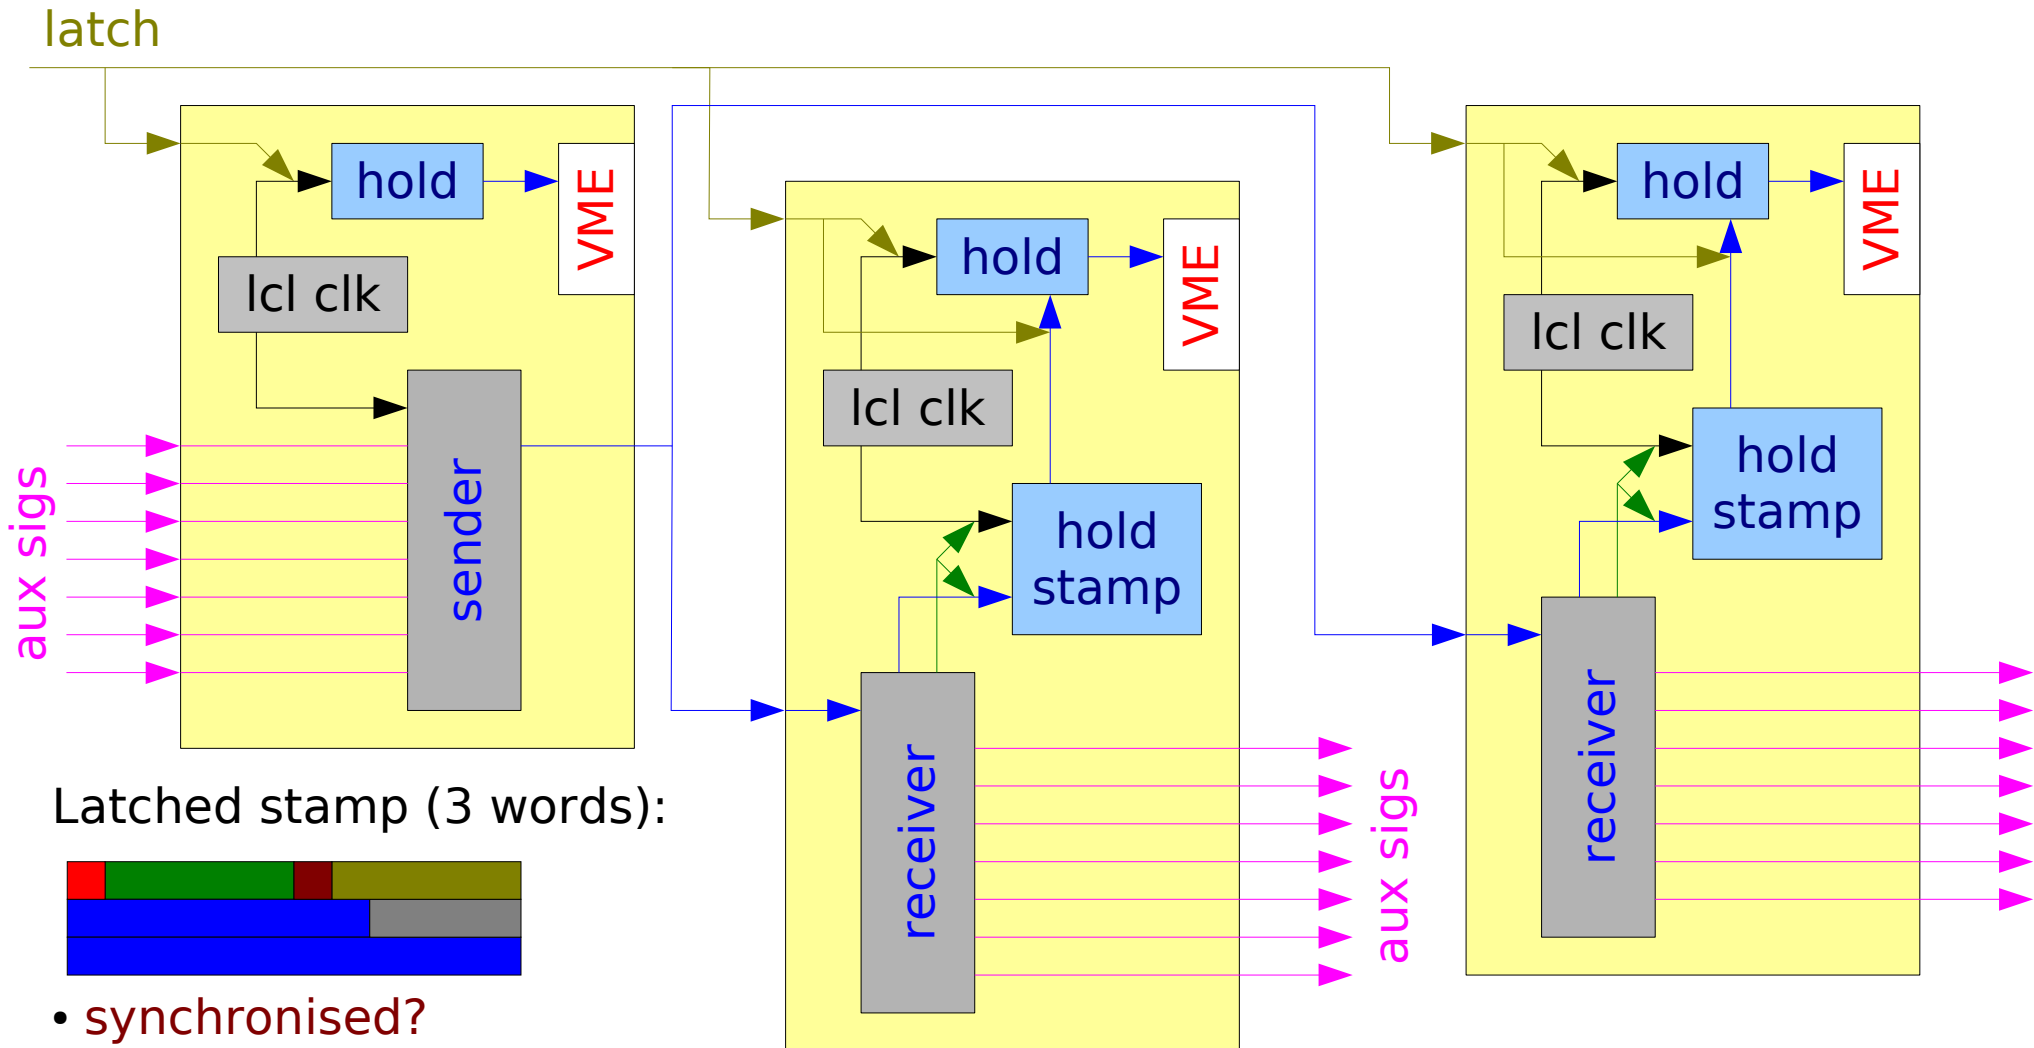 latch
hold
VME
lcl clk
sender
aux sigs
hold
VME
lcl clk
hold
stamp
receiver
aux sigs
hold
VME
lcl clk
hold
stamp
receiver
Latched stamp (3 words):
• synchronised?